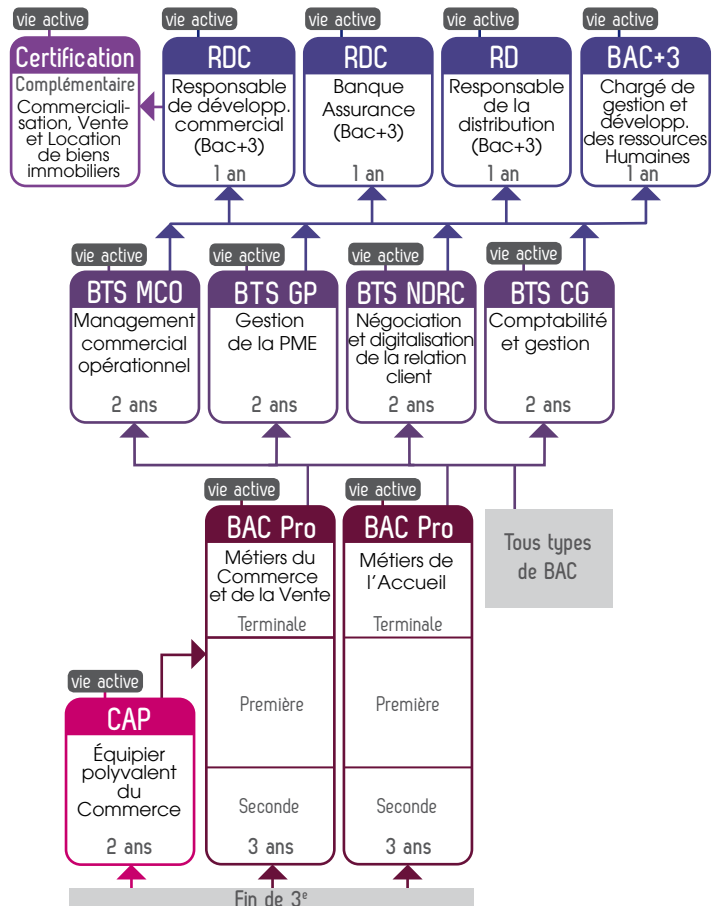 vie active
vie active
vie active
vie active
vie active
Certification
Complémentaire
Commerciali-
sation, Vente
et Location
de biens
immobiliers
RDC
Responsable
de développ.
commercial
(Bac+3)
1 an
RDC
Banque
Assurance
(Bac+3)
1 an
RD
Responsable
de la
distribution
(Bac+3)
1 an
BAC+3
Chargé de
gestion et
développ.
des ressources
Humaines
1 an
vie active
vie active
vie active
vie active
BTS MCO
Management
commercial
opérationnel
2 ans
BTS GP
Gestion
de la PME
2 ans
BTS NDRC
Négociation
et digitalisation
de la relation
client
2 ans
BTS CG
Comptabilité
et gestion
2 ans
vie active
vie active
BAC Pro
Métiers du
Commerce
et de la Vente
Terminale
Première
Seconde
3 ans
BAC Pro
Métiers de
l'Accueil
Terminale
Première
Seconde
3 ans
Tous types
de BAC
vie active
CAP
Équipier
polyvalent
du
Commerce
2 ans
Fin de 3e